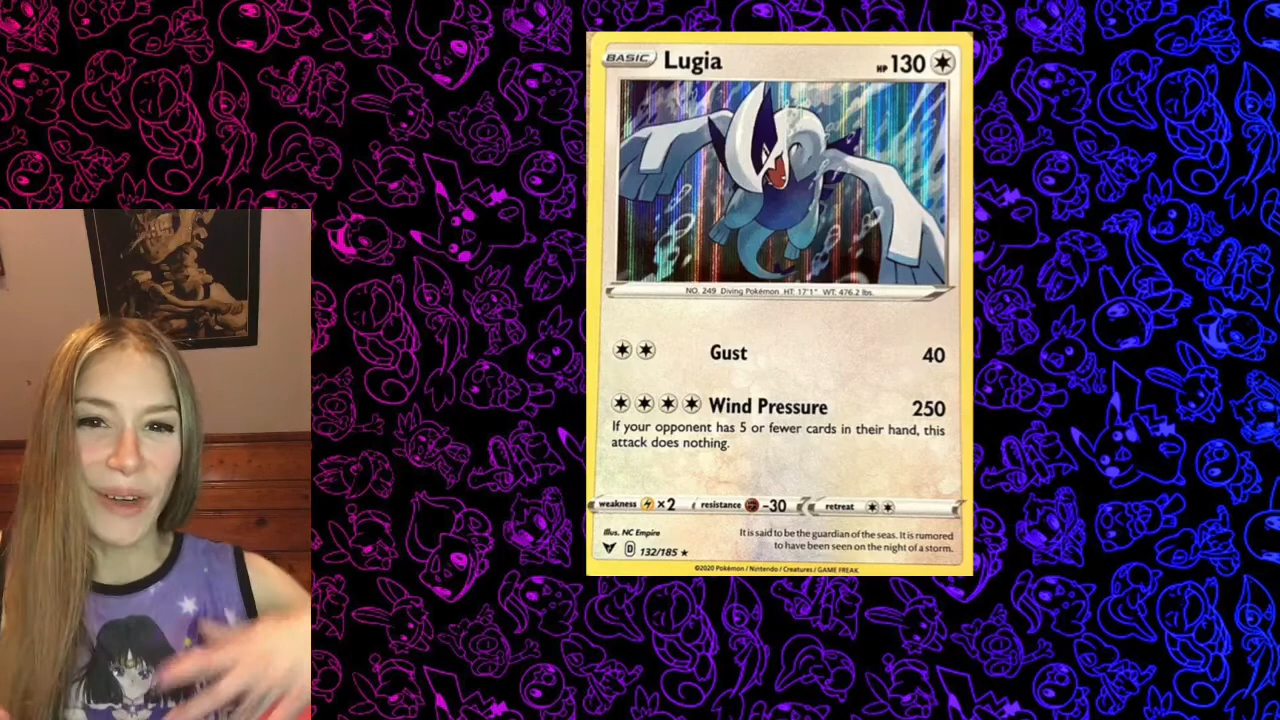 BASIC Lugia HP 130
NO. 249 Diving Pokémon HT: 17'1" WT: 476.2 lbs.
Gust 40
Wind Pressure 250
If your opponent has 5 or fewer cards in their hand, this
attack does nothing.
weakness ×2 resistance -30 retreat
Illus. NC Empire
It is said to be the guardian of the seas. It is rumored
to have been seen on the night of a storm.
D 132/185 ★
©2020 Pokémon / Nintendo / Creatures / GAME FREAK